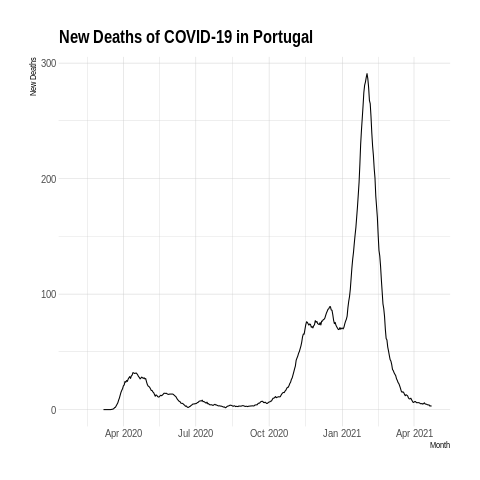 New Deaths of COVID-19 in Portugal
New Deaths
300
200
100
0
Apr 2020 Jul 2020 Oct 2020 Jan 2021 Apr 2021
Month